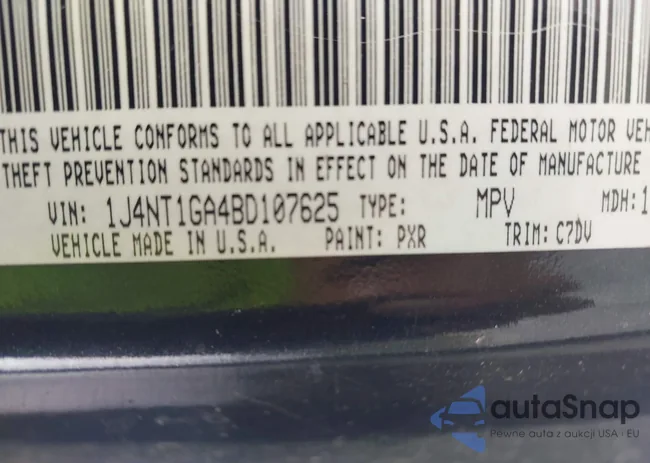 THIS VEHICLE CONFORMS TO ALL APPLICABLE U.S.A. FEDERAL MOTOR VEH
THEFT PREVENTION STANDARDS IN EFFECT ON THE DATE OF MANUFACTURE
VIN: 1J4NT1GA4BD107625 TYPE: MPV MDH: 1
VEHICLE MADE IN U.S.A. PAINT: PXR TRIM: C7DV
autaSnap
Pewne auta z aukcji USA · EU